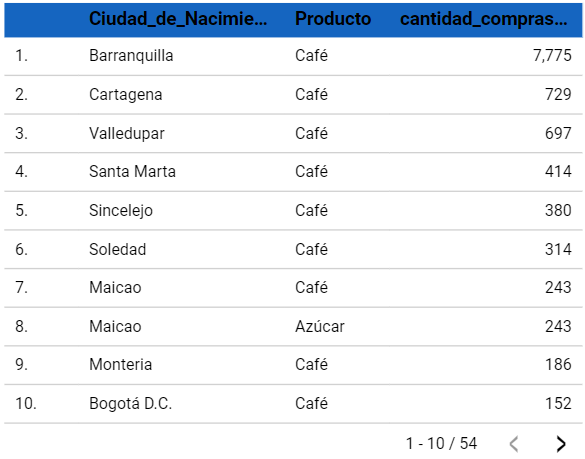 Ciudad_de_Nacimie... Producto cantidad_compras...
1. Barranquilla Café 7,775
2. Cartagena Café 729
3. Valledupar Café 697
4. Santa Marta Café 414
5. Sincelejo Café 380
6. Soledad Café 314
7. Maicao Café 243
8. Maicao Azúcar 243
9. Monteria Café 186
10. Bogotá D.C. Café 152
1 - 10 / 54